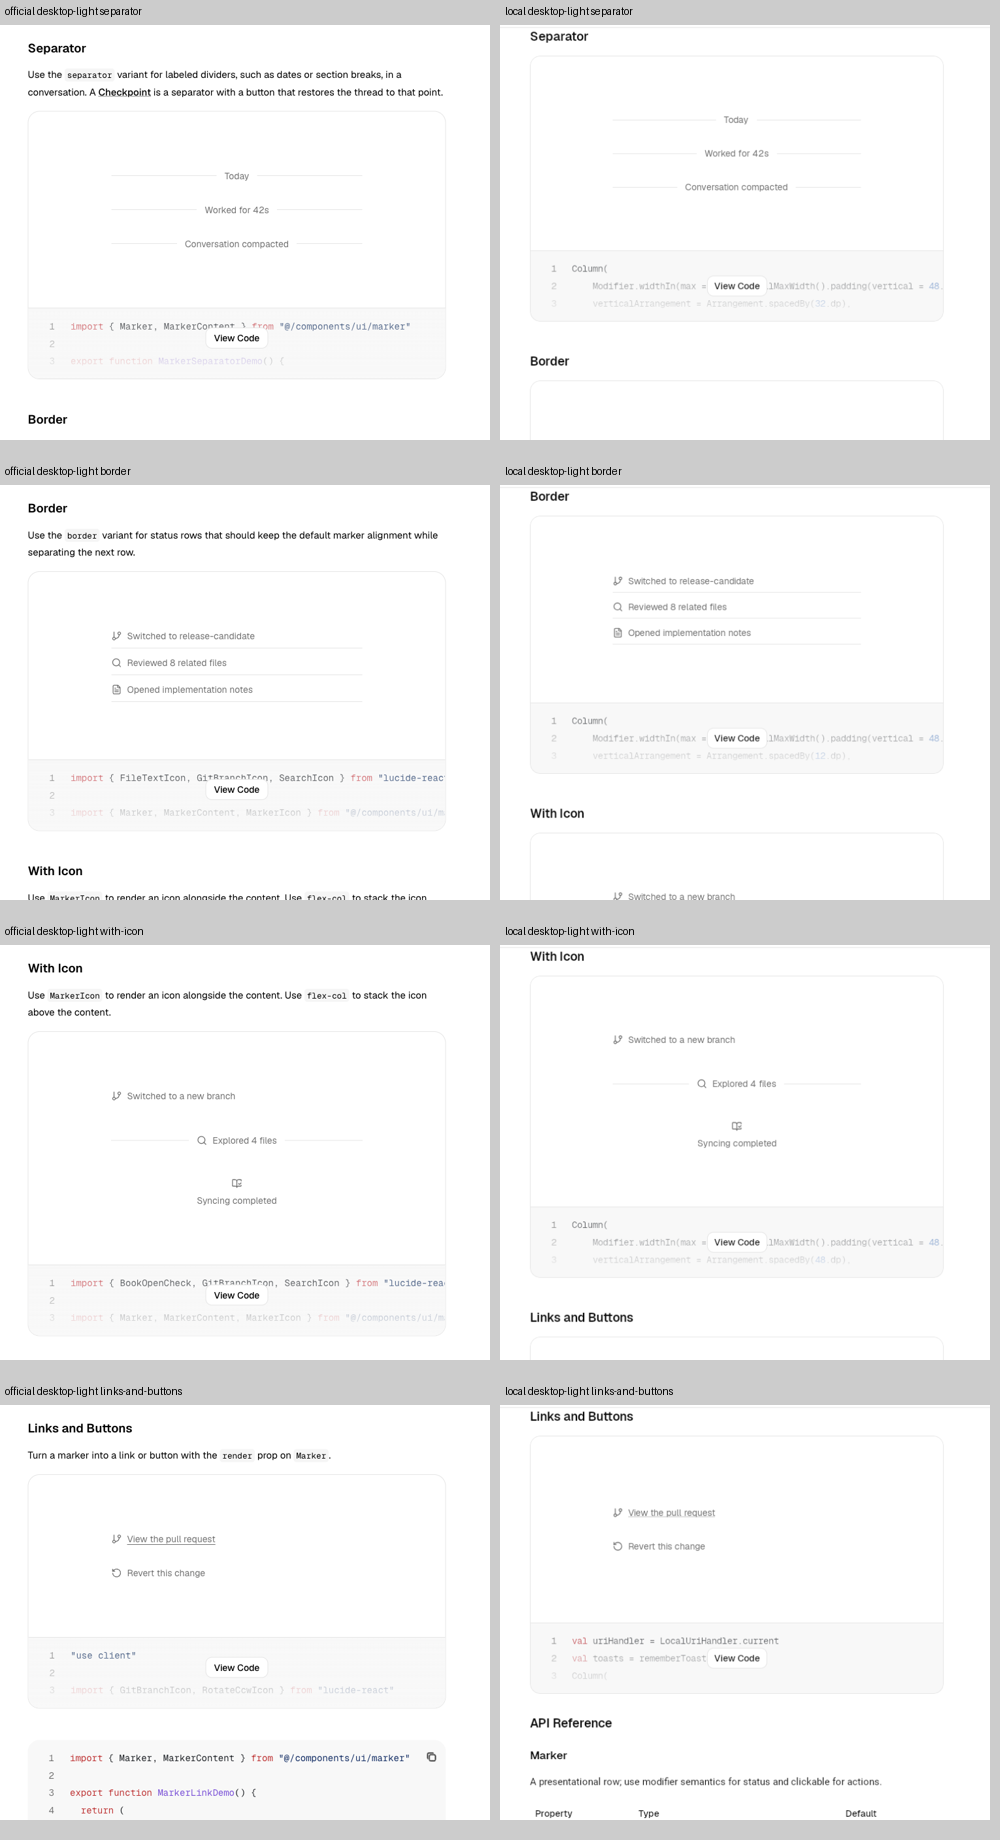 official desktop-light separator
Separator
Use the separator variant for labeled dividers, such as dates or section breaks, in a
conversation. A Checkpoint is a separator with a button that restores the thread to that point.
Today
Worked for 42s
Conversation compacted
1 import { Marker, MarkerContent } from "@/components/ui/marker"
2
View Code
3 export function MarkerSeparatorDemo() {
Border
local desktop-light separator
Separator
Today
Worked for 42s
Conversation compacted
1 Column(
2 Modifier.widthIn(max = View Code lMaxWidth().padding(vertical = 48.
3 verticalArrangement = Arrangement.spacedBy(32.dp),
Border
official desktop-light border
Border
Use the border variant for status rows that should keep the default marker alignment while
separating the next row.
Switched to release-candidate
Reviewed 8 related files
Opened implementation notes
1 import { FileTextIcon, GitBranchIcon, SearchIcon } from "lucide-reac
2
View Code
3 import { Marker, MarkerContent, MarkerIcon } from "@/components/ui/m
With Icon
Use MarkerIcon to render an icon alongside the content. Use flex-col to stack the icon
local desktop-light border
Border
Switched to release-candidate
Reviewed 8 related files
Opened implementation notes
1 Column(
2 Modifier.widthIn(max = View Code lMaxWidth().padding(vertical = 48.
3 verticalArrangement = Arrangement.spacedBy(12.dp),
With Icon
Switched to a new branch
official desktop-light with-icon
With Icon
Use MarkerIcon to render an icon alongside the content. Use flex-col to stack the icon
above the content.
Switched to a new branch
Explored 4 files
Syncing completed
1 import { BookOpenCheck, GitBranchIcon, SearchIcon } from "lucide-rea
2
View Code
3 import { Marker, MarkerContent, MarkerIcon } from "@/components/ui/m
local desktop-light with-icon
With Icon
Switched to a new branch
Explored 4 files
Syncing completed
1 Column(
2 Modifier.widthIn(max = View Code lMaxWidth().padding(vertical = 48.
3 verticalArrangement = Arrangement.spacedBy(48.dp),
Links and Buttons
official desktop-light links-and-buttons
Links and Buttons
Turn a marker into a link or button with the render prop on Marker.
View the pull request
Revert this change
1 "use client"
2
View Code
3 import { GitBranchIcon, RotateCcwIcon } from "lucide-react"
1 import { Marker, MarkerContent } from "@/components/ui/marker"
2
3 export function MarkerLinkDemo() {
4 return (
local desktop-light links-and-buttons
Links and Buttons
View the pull request
Revert this change
1 val uriHandler = LocalUriHandler.current
2 val toasts = rememberToast View Code
3 Column(
API Reference
Marker
A presentational row; use modifier semantics for status and clickable for actions.
Property Type Default